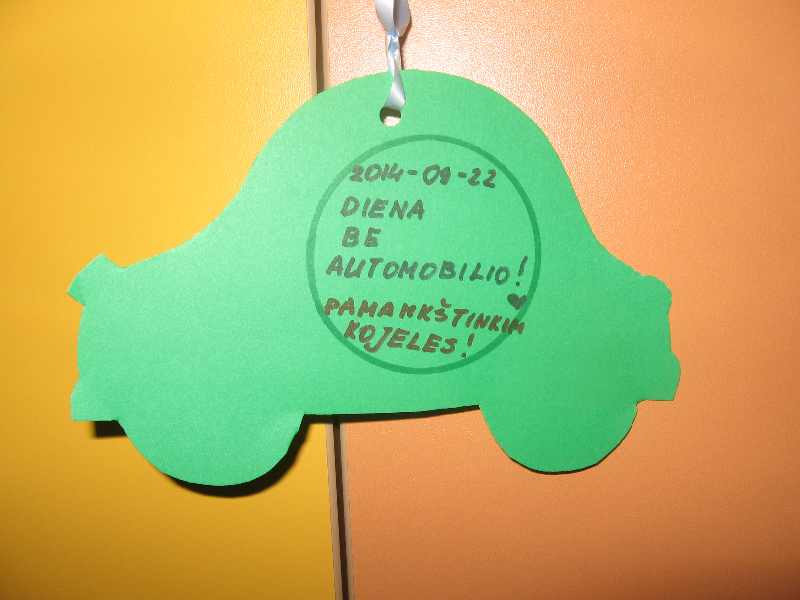 2014-09-22
DIENA
BE
AUTOMOBILIO!
PAMANKŠTINKIM
KOJELES!